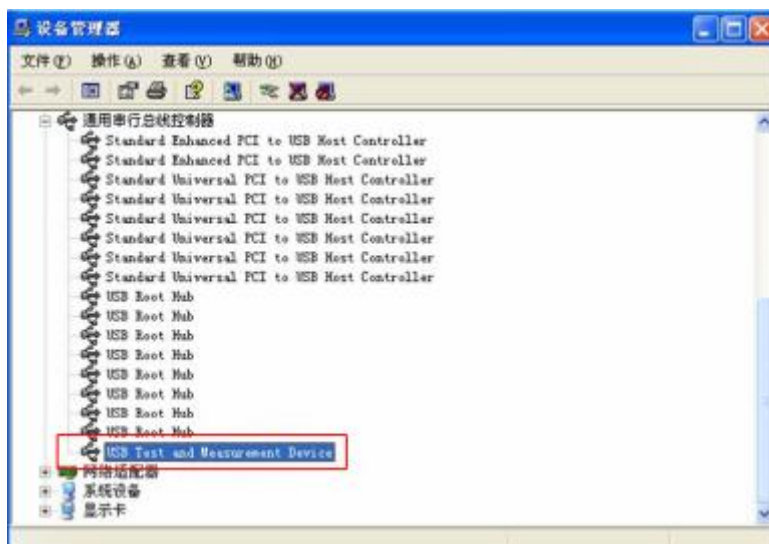 设备管理器
文件(F) 操作(A) 查看(V) 帮助(H)
通用串行总线控制器
Standard Enhanced PCI to USB Host Controller
Standard Enhanced PCI to USB Host Controller
Standard Universal PCI to USB Host Controller
Standard Universal PCI to USB Host Controller
Standard Universal PCI to USB Host Controller
Standard Universal PCI to USB Host Controller
Standard Universal PCI to USB Host Controller
Standard Universal PCI to USB Host Controller
USB Root Hub
USB Root Hub
USB Root Hub
USB Root Hub
USB Root Hub
USB Root Hub
USB Root Hub
USB Root Hub
USB Test and Measurement Device
网络适配器
系统设备
显示卡